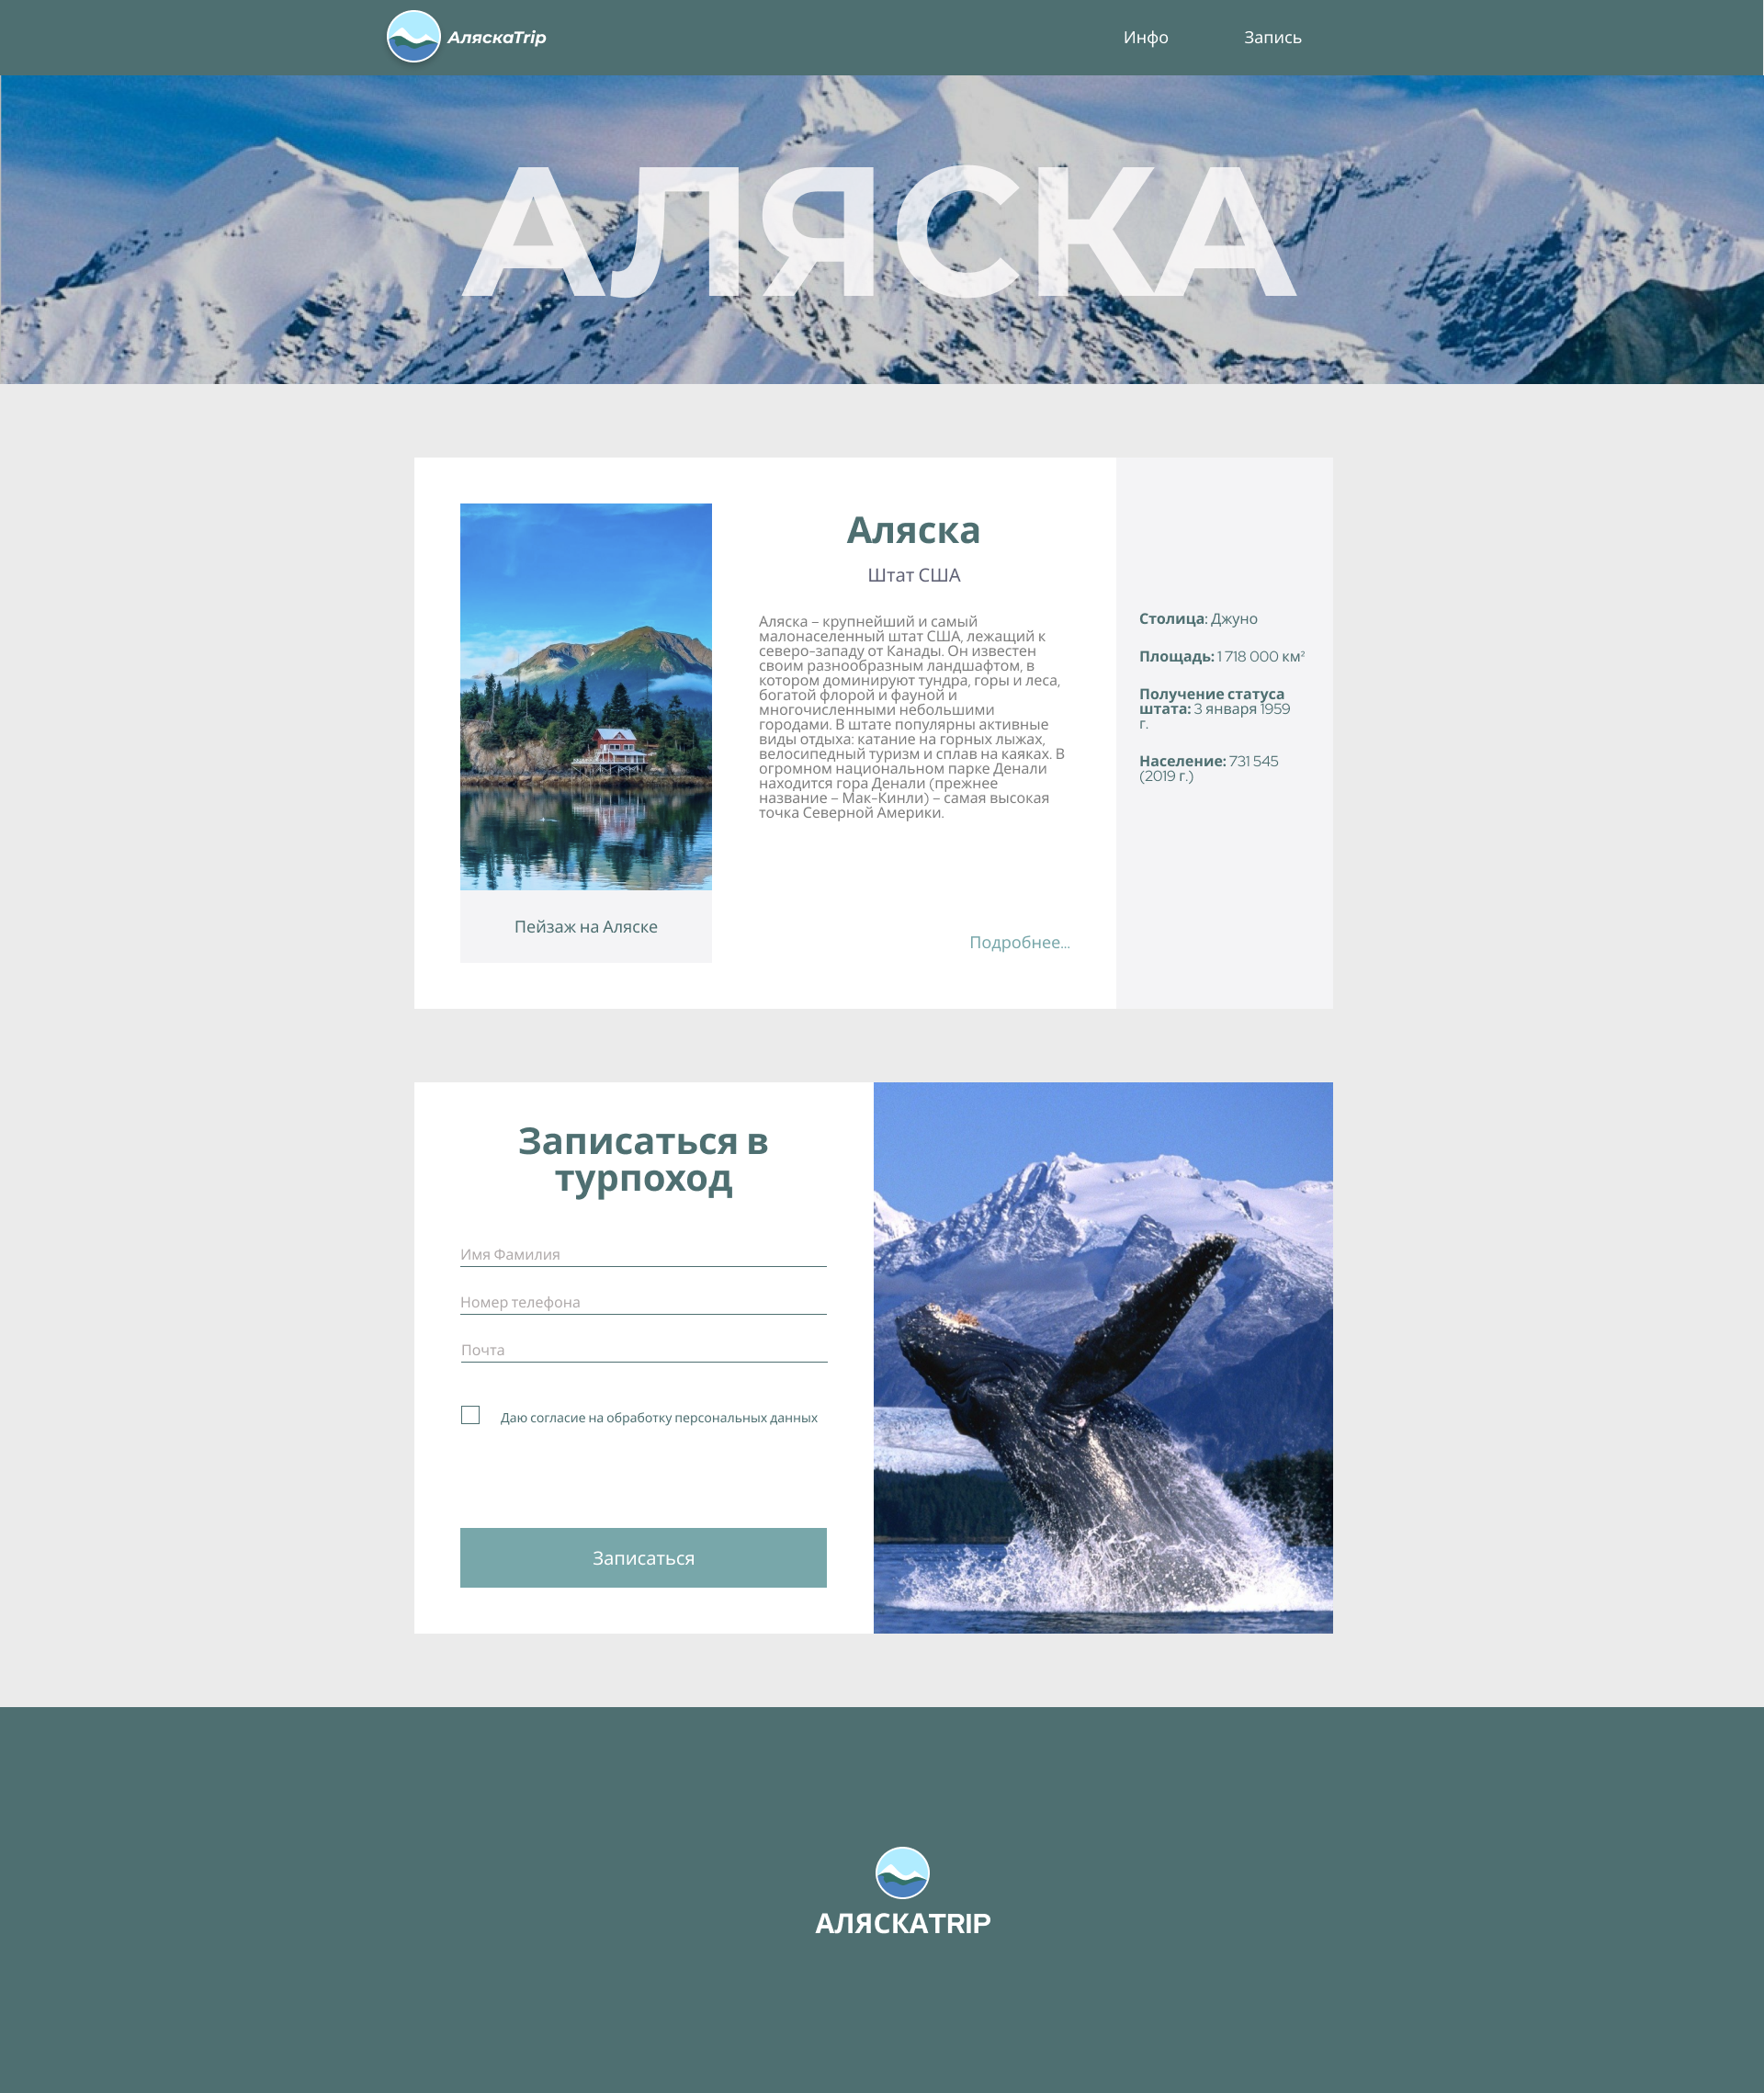 АляскаTrip
Инфо
Запись
АЛЯСКА
Аляска
Штат США
Аляска – крупнейший и самый
малонаселенный штат США, лежащий к
северо-западу от Канады. Он известен
своим разнообразным ландшафтом, в
котором доминируют тундра, горы и леса,
богатой флорой и фауной и
многочисленными небольшими
городами. В штате популярны активные
виды отдыха: катание на горных лыжах,
велосипедный туризм и сплав на каяках. В
огромном национальном парке Денали
находится гора Денали (прежнее
название – Мак-Кинли) – самая высокая
точка Северной Америки.
Подробнее...
Пейзаж на Аляске
Столица: Джуно
Площадь: 1 718 000 км²
Получение статуса
штата: 3 января 1959
г.
Население: 731 545
(2019 г.)
Записаться в
турпоход
Имя Фамилия
Номер телефона
Почта
Даю согласие на обработку персональных данных
Записаться
АЛЯСКАTRIP